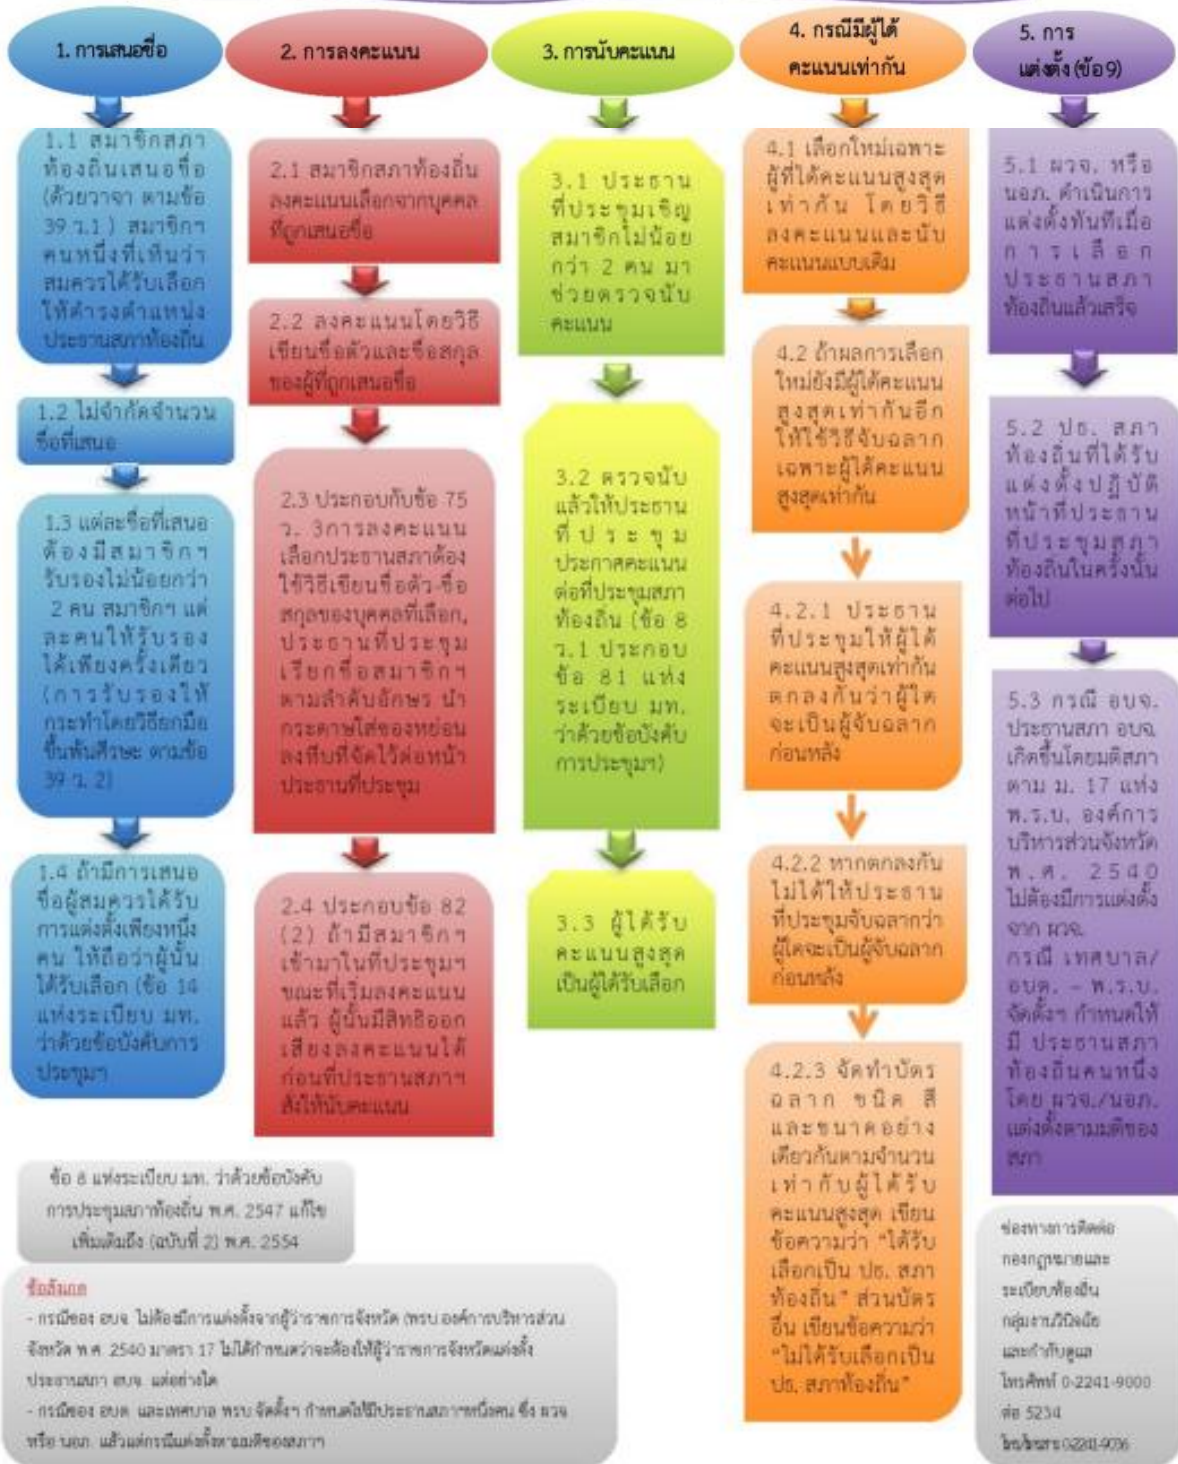 1. การเสนอชื่อ
1.1 สมาชิกสภา
ท้องถิ่นเสนอชื่อ
(ด้วยวาจา ตามข้อ
39 ว.1 ) สมาชิกฯ
คนหนึ่งที่เห็นว่า
สมควรได้รับเลือก
ให้ดำรงตำแหน่ง
ประธานสภาท้องถิ่น
1.2 ไม่จำกัดจำนวน
ชื่อที่เสนอ
1.3 แต่ละชื่อที่เสนอ
ต้องมีสมาชิกฯ
รับรองไม่น้อยกว่า
2 คน สมาชิกฯ แต่
ละคนให้รับรอง
ได้เพียงครั้งเดียว
(การรับรองให้
กระทำโดยวิธียกมือ
ขึ้นพ้นศีรษะ ตามข้อ
39 ว. 2)
1.4 ถ้ามีการเสนอ
ชื่อผู้สมควรได้รับ
การแต่งตั้งเพียงหนึ่ง
คน ให้ถือว่าผู้นั้น
ได้รับเลือก (ข้อ 14
แห่งระเบียบ มท.
ว่าด้วยข้อบังคับการ
ประชุมฯ
2. การลงคะแนน
2.1 สมาชิกสภาท้องถิ่น
ลงคะแนนเลือกจากบุคคล
ที่ถูกเสนอชื่อ
2.2 ลงคะแนนโดยวิธี
เขียนชื่อตัวและชื่อสกุล
ของผู้ที่ถูกเสนอชื่อ
2.3 ประกอบกับข้อ 75
ว. 3การลงคะแนน
เลือกประธานสภาต้อง
ใช้วิธีเขียนชื่อตัว-ชื่อ
สกุลของบุคคลที่เลือก,
ประธานที่ประชุม
เรียกชื่อสมาชิกฯ
ตามลำดับอักษร นำ
กระดาษใส่ซองหย่อน
ลงหีบที่จัดไว้ต่อหน้า
ประธานที่ประชุม
2.4 ประกอบข้อ 82
(2) ถ้ามีสมาชิกฯ
เข้ามาในที่ประชุมฯ
ขณะที่เริ่มลงคะแนน
แล้ว ผู้นั้นมีสิทธิออก
เสียงลงคะแนนได้
ก่อนที่ประธานสภาฯ
สั่งให้นับคะแนน
3. การนับคะแนน
3.1 ประธาน
ที่ประชุมเชิญ
สมาชิกไม่น้อย
กว่า 2 คน มา
ช่วยตรวจนับ
คะแนน
3.2 ตรวจนับ
แล้วให้ประธาน
ที่ประชุม
ประกาศคะแนน
ต่อที่ประชุมสภา
ท้องถิ่น (ข้อ 8
ว.1 ประกอบ
ข้อ 81 แห่ง
ระเบียบ มท.
ว่าด้วยข้อบังคับ
การประชุมฯ)
3.3 ผู้ได้รับ
คะแนนสูงสุด
เป็นผู้ได้รับเลือก
4. กรณีมีผู้ได้
คะแนนเท่ากัน
4.1 เลือกใหม่เฉพาะ
ผู้ที่ได้คะแนนสูงสุด
เท่ากัน โดยวิธี
ลงคะแนนและนับ
คะแนนแบบเดิม
4.2 ถ้าผลการเลือก
ใหม่ยังมีผู้ได้คะแนน
สูงสุดเท่ากันอีก
ให้ใช้วิธีจับฉลาก
เฉพาะผู้ได้คะแนน
สูงสุดเท่ากัน
4.2.1 ประธาน
ที่ประชุมให้ผู้ได้
คะแนนสูงสุดเท่ากัน
ตกลงกันว่าผู้ใด
จะเป็นผู้จับฉลาก
ก่อนหลัง
4.2.2 หากตกลงกัน
ไม่ได้ให้ประธาน
ที่ประชุมจับฉลากว่า
ผู้ใดจะเป็นผู้จับฉลาก
ก่อนหลัง
4.2.3 จัดทำบัตร
ฉลาก ชนิด สี
และขนาดอย่าง
เดียวกันตามจำนวน
เท่ากับผู้ได้รับ
คะแนนสูงสุด เขียน
ข้อความว่า "ได้รับ
เลือกเป็น ปธ. สภา
ท้องถิ่น" ส่วนบัตร
อื่น เขียนข้อความว่า
"ไม่ได้รับเลือกเป็น
ปธ. สภาท้องถิ่น"
5. การ
แต่งตั้ง (ข้อ 9)
5.1 ผวจ. หรือ
นอภ. ดำเนินการ
แต่งตั้งทันทีเมื่อ
การเลือก
ประธานสภา
ท้องถิ่นแล้วเสร็จ
5.2 ปธ. สภา
ท้องถิ่นที่ได้รับ
แต่งตั้งปฏิบัติ
หน้าที่ประธาน
ที่ประชุมสภา
ท้องถิ่นในครั้งนั้น
ต่อไป
5.3 กรณี อบจ.
ประธานสภา อบจ.
เกิดขึ้นโดยมติสภา
ตาม ม. 17 แห่ง
พ.ร.บ. องค์การ
บริหารส่วนจังหวัด
พ.ศ. 2540
ไม่ต้องมีการแต่งตั้ง
จาก ผวจ.
กรณี เทศบาล/
อบต. – พ.ร.บ.
จัดตั้งฯ กำหนดให้
มี ประธานสภา
ท้องถิ่นคนหนึ่ง
โดย ผวจ./นอภ.
แต่งตั้งตามมติของ
สภา
ข้อ 8 แห่งระเบียบ มท. ว่าด้วยข้อบังคับ
การประชุมสภาท้องถิ่น พ.ศ. 2547 แก้ไข
เพิ่มเติมถึง (ฉบับที่ 2) พ.ศ. 2554
ข้อสังเกต
- กรณีของ อบจ. ไม่ต้องมีการแต่งตั้งจากผู้ว่าราชการจังหวัด (พรบ.องค์การบริหารส่วน
จังหวัด พ.ศ. 2540 มาตรา 17 ไม่ได้กำหนดว่าจะต้องให้ผู้ว่าราชการจังหวัดแต่งตั้ง
ประธานสภา อบจ. แต่อย่างใด
- กรณีของ อบต. และเทศบาล พรบ.จัดตั้งฯ กำหนดให้มีประธานสภาฯหนึ่งคน ซึ่ง ผวจ
หรือ นอภ. แล้วแต่กรณีแต่งตั้งตามมติของสภาฯ
ช่องทางการติดต่อ
กองกฎหมายและ
ระเบียบท้องถิ่น
กลุ่มงานวินิจฉัย
และกำกับดูแล
โทรศัพท์ 0-2241-9000
ต่อ 5234
โทร/โทรสาร 0-2241-9036